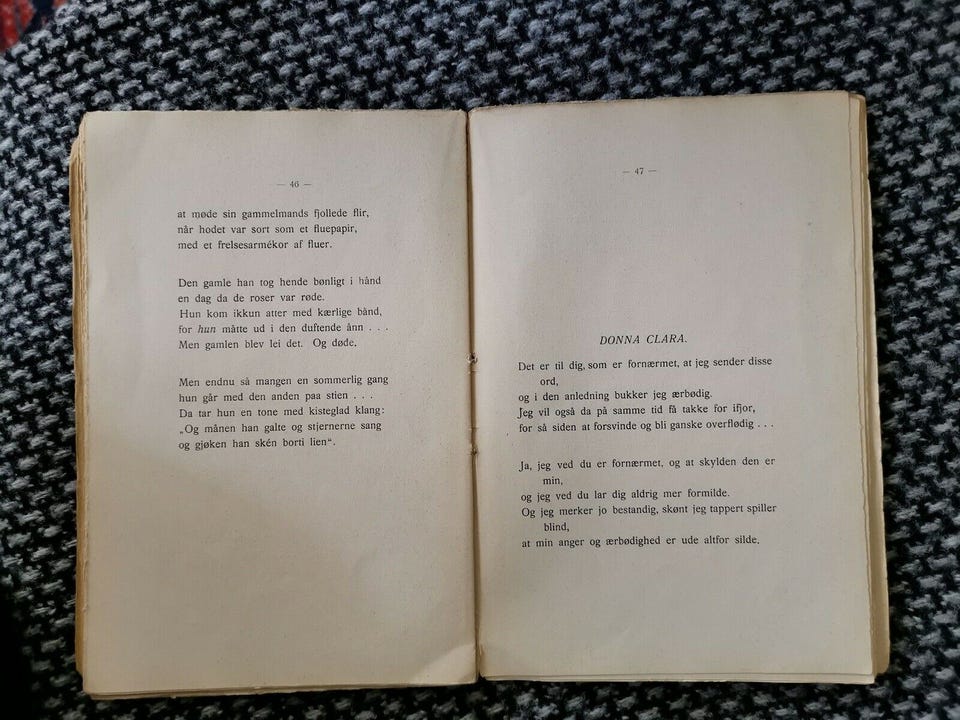 — 46 —
at møde sin gammelmands fjollede flir,
når hodet var sort som et fluepapir,
med et frelsesarmékor af fluer.
Den gamle han tog hende bønligt i hånd
en dag da de roser var røde.
Hun kom ikkun atter med kærlige bånd,
for hun måtte ud i den duftende ånn . . .
Men gamlen blev lei det. Og døde.
Men endnu så mangen en sommerlig gang
hun går med den anden paa stien . . .
Da tar hun en tone med kisteglad klang:
„Og månen han galte og stjernerne sang
og gjøken han skén borti lien“.
— 47 —
DONNA CLARA.
Det er til dig, som er fornærmet, at jeg sender disse
ord,
og i den anledning bukker jeg ærbødig.
Jeg vil også da på samme tid få takke for ifjor,
for så siden at forsvinde og bli ganske overflødig . . .
Ja, jeg ved du er fornærmet, og at skylden den er
min,
og jeg ved du lar dig aldrig mer formilde.
Og jeg merker jo bestandig, skønt jeg tappert spiller
blind,
at min anger og ærbødighed er ude altfor silde.